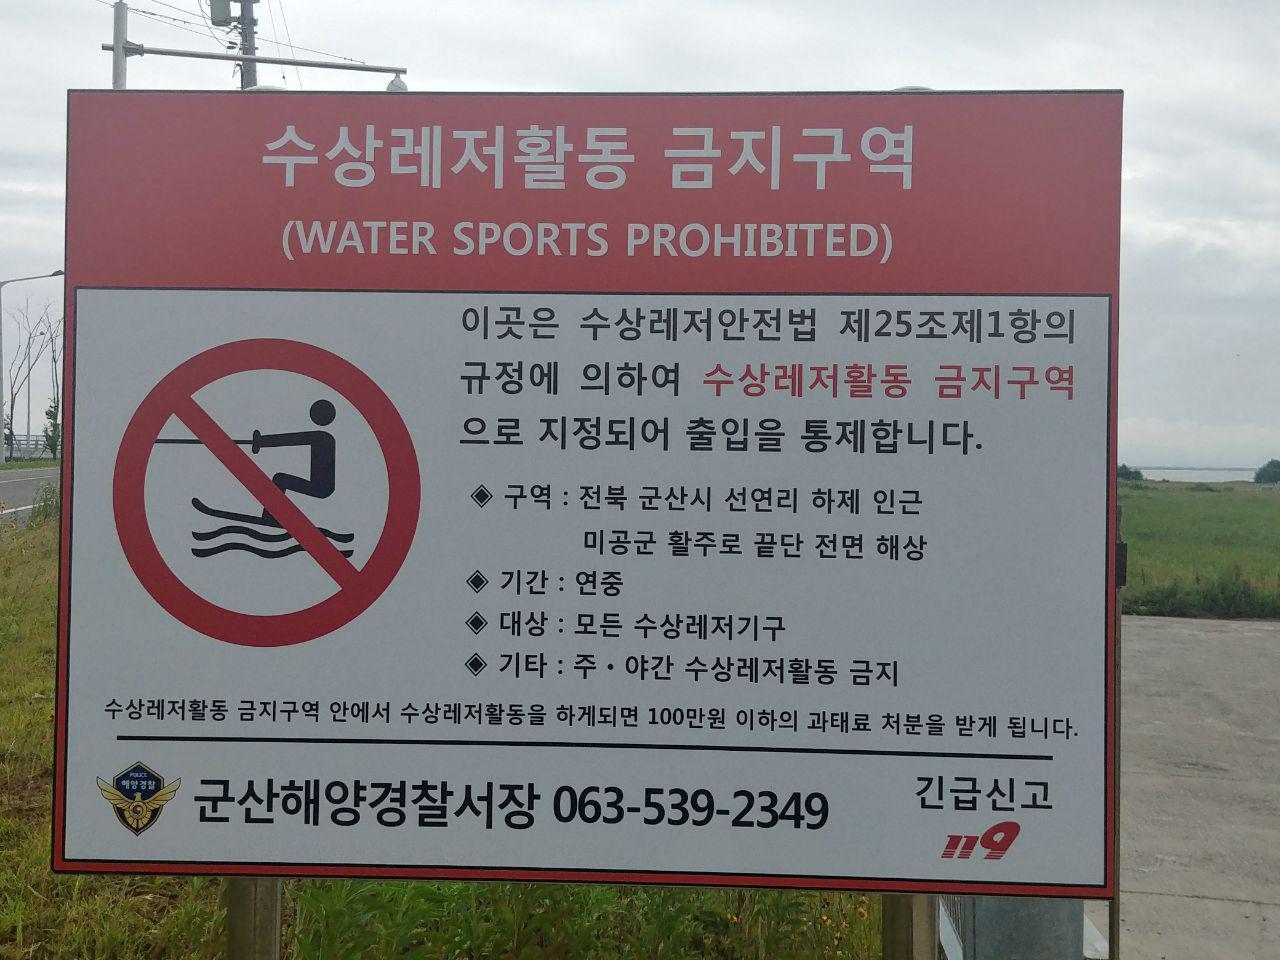 수상레저활동 금지구역
(WATER SPORTS PROHIBITED)
이곳은 수상레저안전법 제25조제1항의
규정에 의하여 수상레저활동 금지구역
으로 지정되어 출입을 통제합니다.
◈ 구역 : 전북 군산시 선연리 하제 인근
미공군 활주로 끝단 전면 해상
◈ 기간 : 연중
◈ 대상 : 모든 수상레저기구
◈ 기타 : 주・야간 수상레저활동 금지
수상레저활동 금지구역 안에서 수상레저활동을 하게되면 100만원 이하의 과태료 처분을 받게 됩니다.
POLICE
해양경찰
군산해양경찰서장 063-539-2349
긴급신고
119